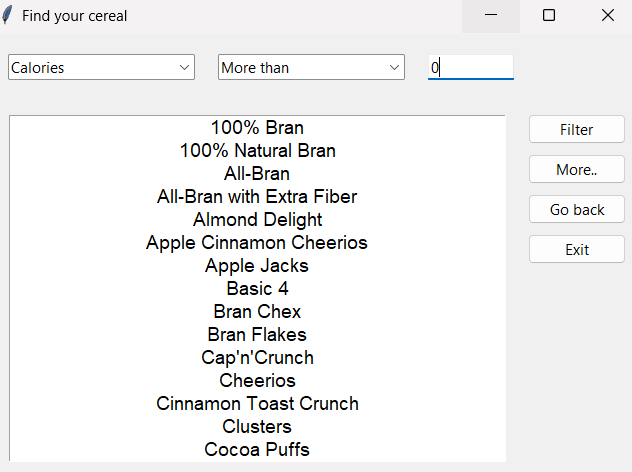 Find your cereal
Calories More than 0
100% Bran
100% Natural Bran
All-Bran
All-Bran with Extra Fiber
Almond Delight
Apple Cinnamon Cheerios
Apple Jacks
Basic 4
Bran Chex
Bran Flakes
Cap'n'Crunch
Cheerios
Cinnamon Toast Crunch
Clusters
Cocoa Puffs
Filter
More..
Go back
Exit